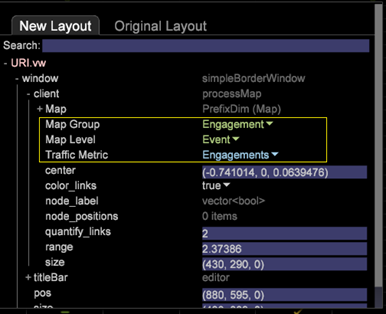 New Layout Original Layout
Search:
- URI.vw
- window simpleBorderWindow
- client processMap
+ Map PrefixDim (Map)
Map Group Engagement
Map Level Event
Traffic Metric Engagements
center (-0.741014, 0, 0.0639476)
color_links true
node_label vector<bool>
node_positions 0 items
quantify_links 2
range 2.37386
size (430, 290, 0)
+ titleBar editor
pos (880, 595, 0)